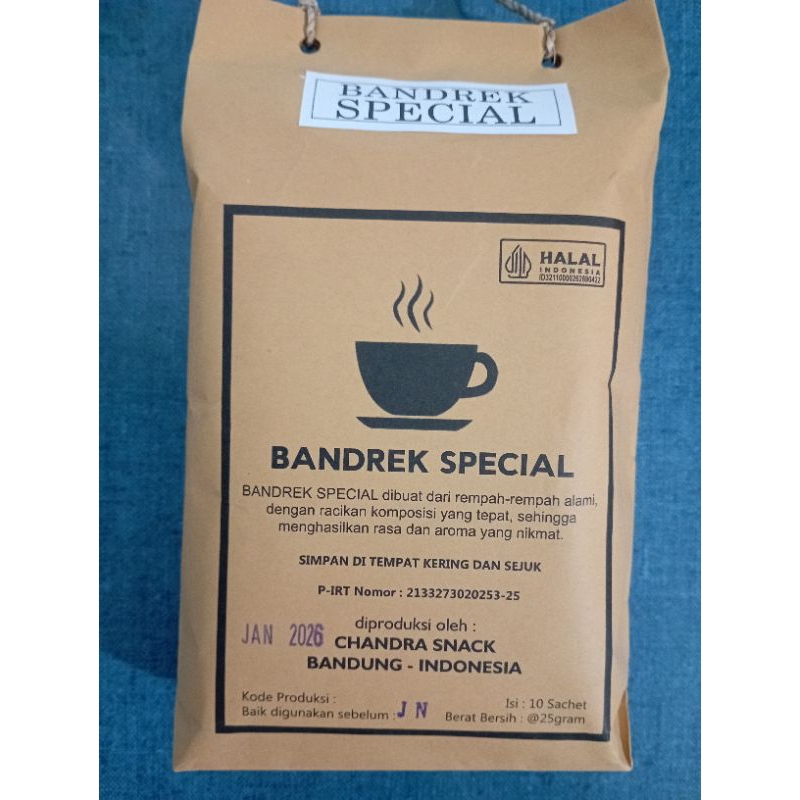 BANDREK
SPECIAL
HALAL
INDONESIA
BANDREK SPECIAL
BANDREK SPECIAL dibuat dari rempah-rempah alami,
dengan racikan komposisi yang tepat, sehingga
menghasilkan rasa dan aroma yang nikmat.
SIMPAN DI TEMPAT KERING DAN SEJUK
P-IRT Nomor : 2133273020253-25
JAN 2026
diproduksi oleh :
CHANDRA SNACK
BANDUNG - INDONESIA
Kode Produksi :
Baik digunakan sebelum : J N
Isi : 10 Sachet
Berat Bersih : @25gram